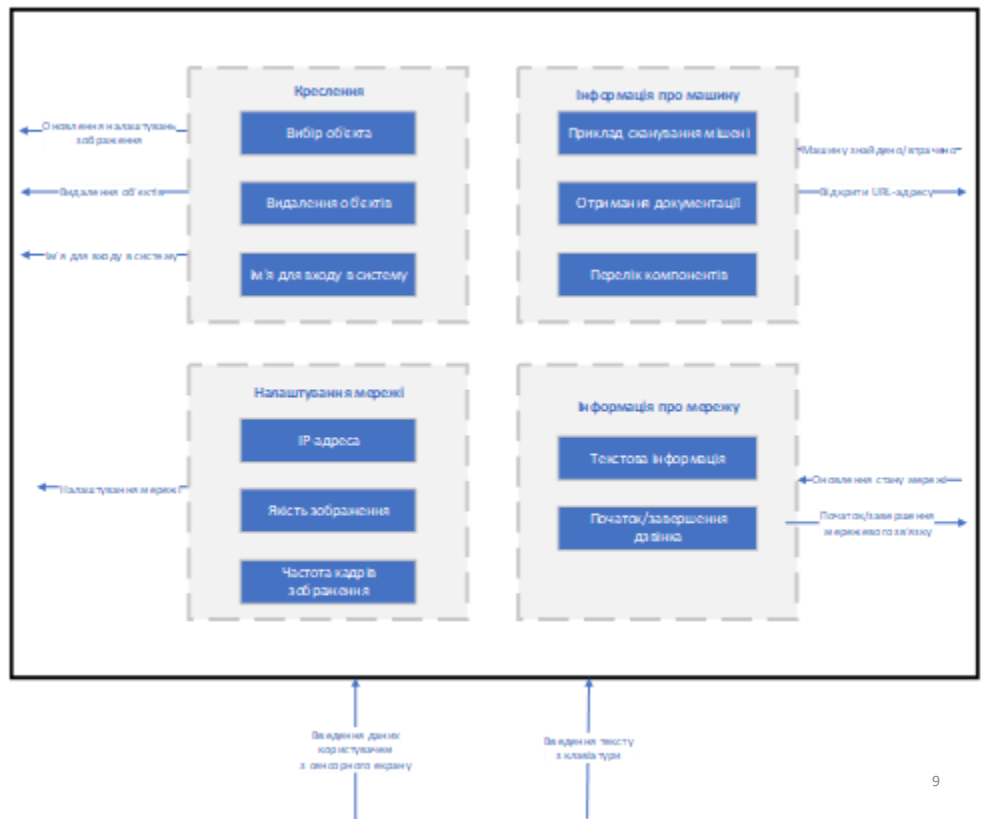 Креслення
Вибір об'єкта
Видалення об'єктів
Ім'я для входу в систему
Оновлення налаштувань
зображення
Видалення об'єктів
Ім'я для входу в систему
Інформація про машину
Приклад сканування мішені
Отримання документації
Перелік компонентів
Машину знайдено/втрачено
Відкрити URL-адресу
Налаштування мережі
IP-адреса
Якість зображення
Частота кадрів
зображення
Налаштування мережі
Інформація про мережу
Текстова інформація
Початок/завершення
дзвінка
Оновлення стану мережі
Початок/завершення
мережевого зв'язку
Введення даних
користувачем
з сенсорного екрану
Введення тексту
з клавіатури
9